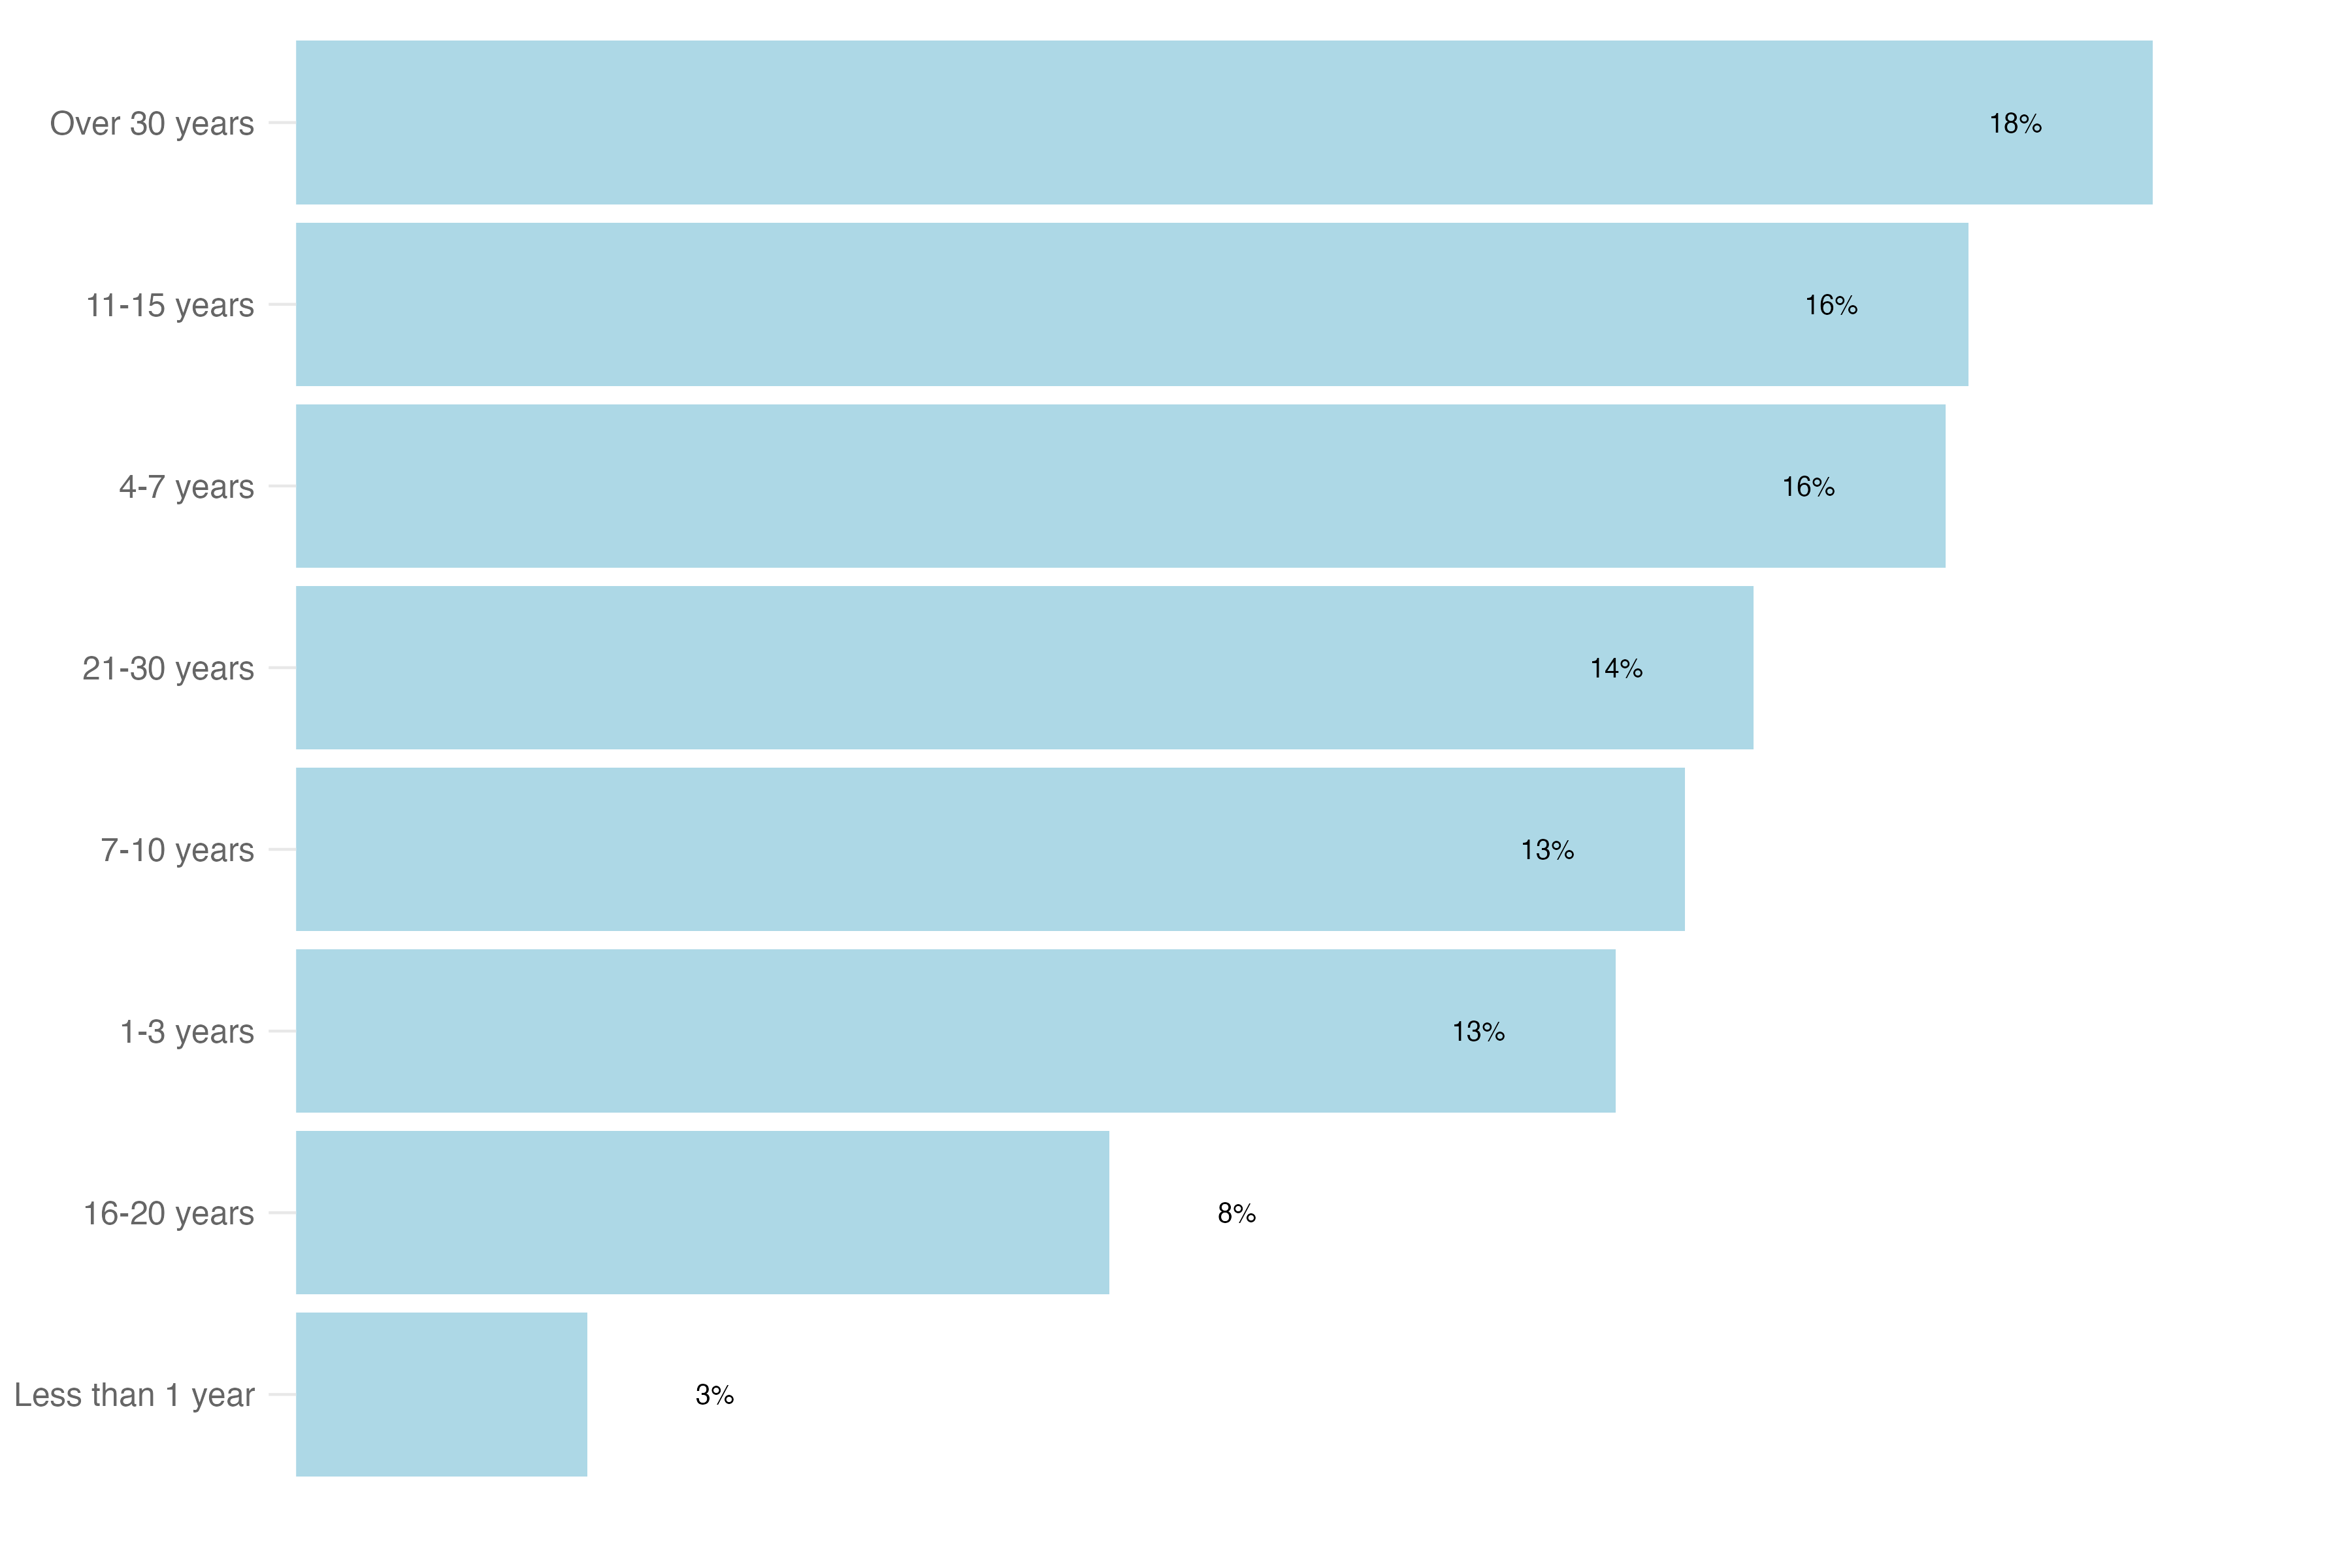 Over 30 years 18%
11-15 years 16%
4-7 years 16%
21-30 years 14%
7-10 years 13%
1-3 years 13%
16-20 years 8%
Less than 1 year 3%